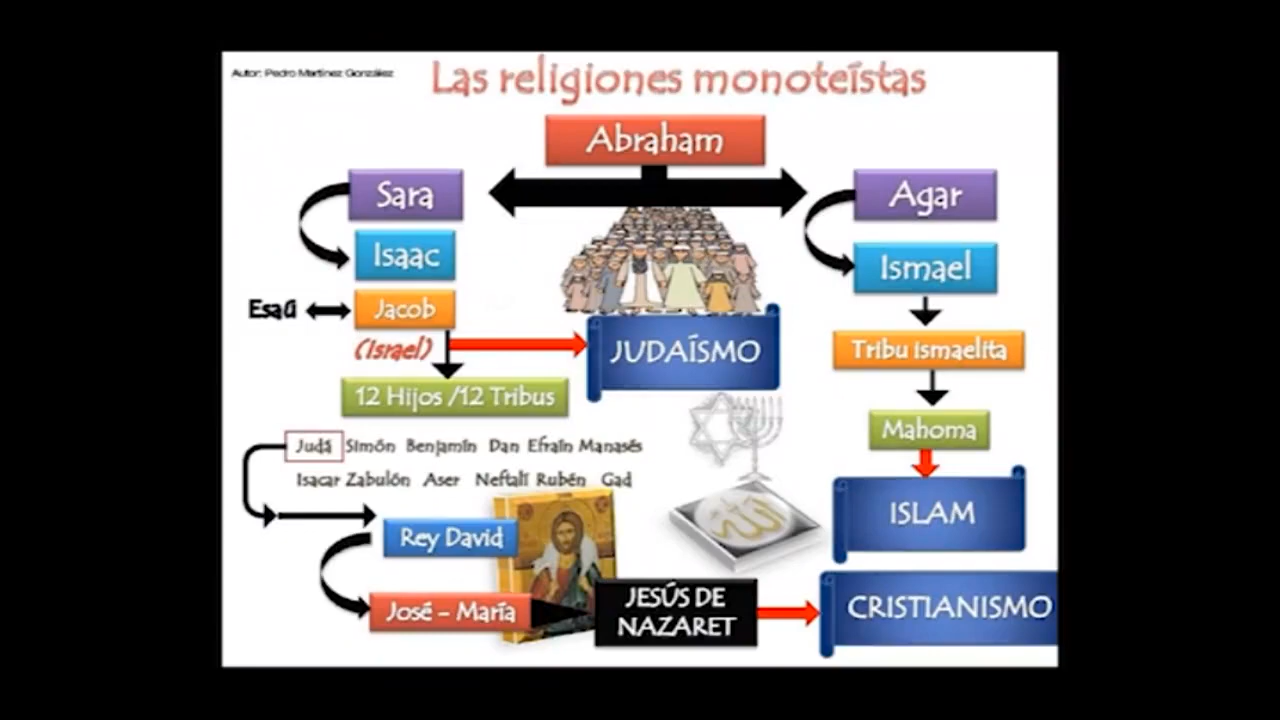 Autor: Pedro Martínez González
Las religiones monoteístas
Abraham
Sara
Agar
Isaac
Ismael
Esaú
Jacob
(Israel)
JUDAÍSMO
Tribu ismaelita
12 Hijos /12 Tribus
Mahoma
Judá Simón Benjamín Dan Efraín Manasés
Isacar Zabulón Aser Neftalí Rubén Gad
ISLAM
Rey David
José – María
JESÚS DE
NAZARET
CRISTIANISMO
الله